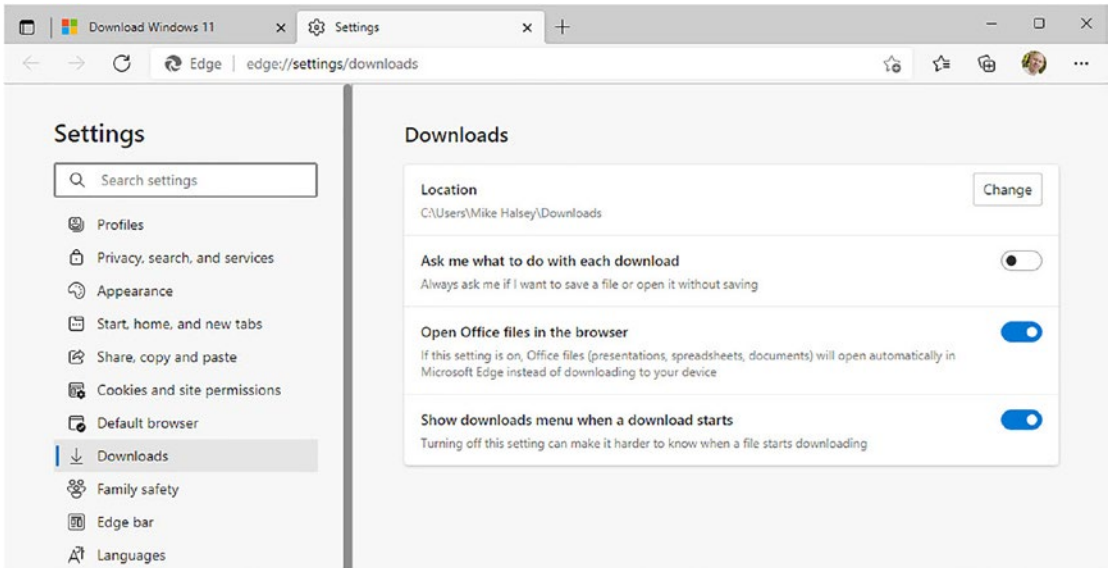 Download Windows 11
Settings
Edge | edge://settings/downloads
Settings
Search settings
Profiles
Privacy, search, and services
Appearance
Start, home, and new tabs
Share, copy and paste
Cookies and site permissions
Default browser
Downloads
Family safety
Edge bar
Languages
Downloads
Location
Change
C:\Users\Mike Halsey\Downloads
Ask me what to do with each download
Always ask me if I want to save a file or open it without saving
Open Office files in the browser
If this setting is on, Office files (presentations, spreadsheets, documents) will open automatically in
Microsoft Edge instead of downloading to your device
Show downloads menu when a download starts
Turning off this setting can make it harder to know when a file starts downloading